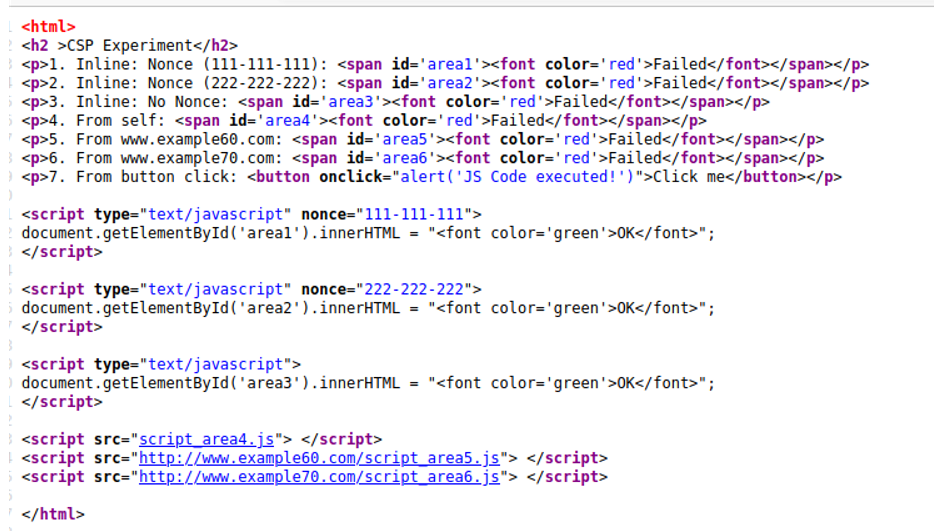 <html>
<h2 >CSP Experiment</h2>
<p>1. Inline: Nonce (111-111-111): <span id='area1'><font color='red'>Failed</font></span></p>
<p>2. Inline: Nonce (222-222-222): <span id='area2'><font color='red'>Failed</font></span></p>
<p>3. Inline: No Nonce: <span id='area3'><font color='red'>Failed</font></span></p>
<p>4. From self: <span id='area4'><font color='red'>Failed</font></span></p>
<p>5. From www.example60.com: <span id='area5'><font color='red'>Failed</font></span></p>
<p>6. From www.example70.com: <span id='area6'><font color='red'>Failed</font></span></p>
<p>7. From button click: <button onclick="alert('JS Code executed!')">Click me</button></p>
<script type="text/javascript" nonce="111-111-111">
document.getElementById('area1').innerHTML = "<font color='green'>OK</font>";
</script>
<script type="text/javascript" nonce="222-222-222">
document.getElementById('area2').innerHTML = "<font color='green'>OK</font>";
</script>
<script type="text/javascript">
document.getElementById('area3').innerHTML = "<font color='green'>OK</font>";
</script>
<script src="script_area4.js"> </script>
<script src="http://www.example60.com/script_area5.js"> </script>
<script src="http://www.example70.com/script_area6.js"> </script>
</html>